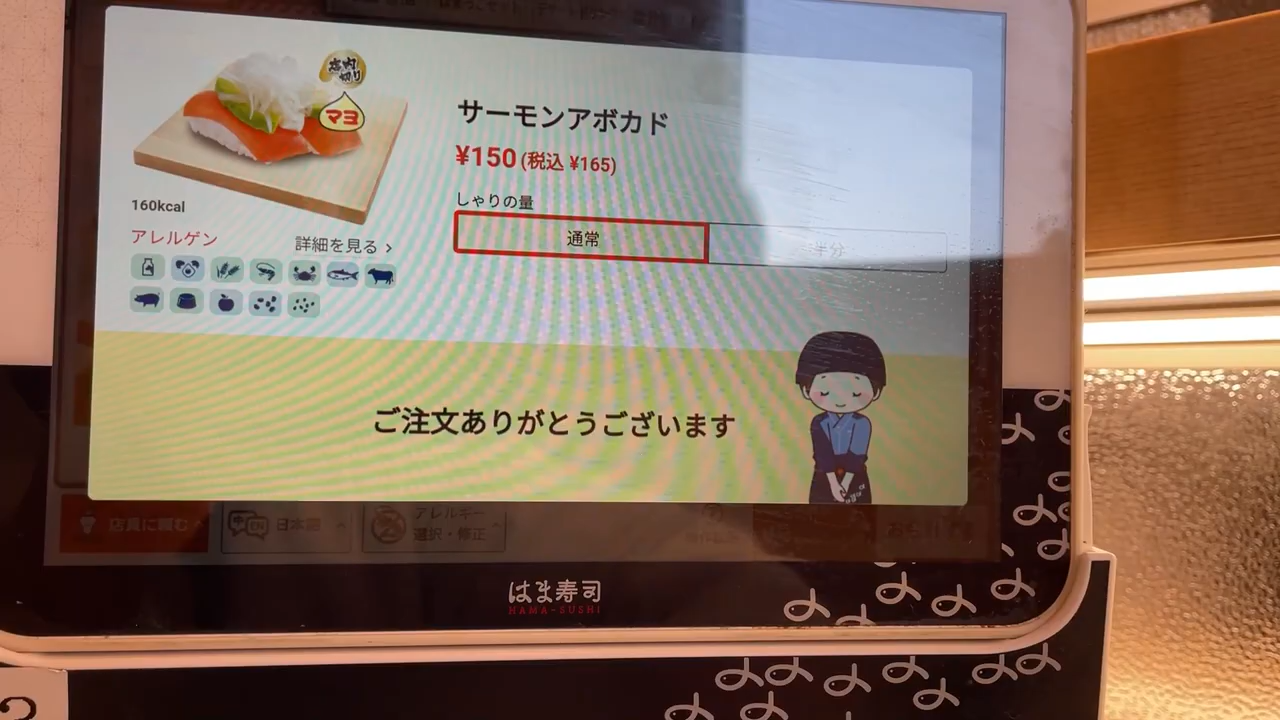 店内切り
マヨ
サーモンアボカド
¥150(税込 ¥165)
しゃりの量
通常
半分
160kcal
アレルゲン
詳細を見る >
ご注文ありがとうございます
店員に頼む
中 EN 日本語
アレルギー
選択・修正
はま寿司
HAMA-SUSHI